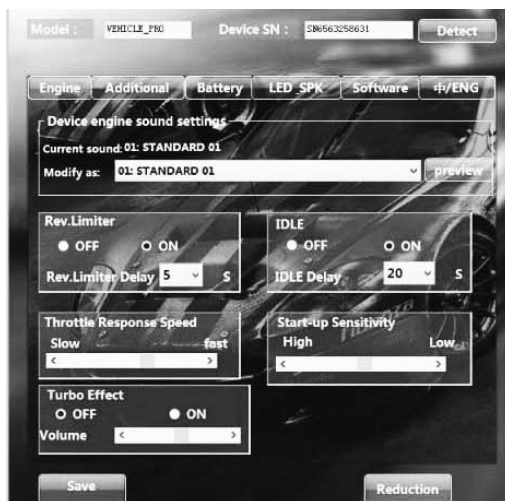 Model : VEHICLE_PRO Device SN : SN6563258631 Detect
Engine Additional Battery LED_SPK Software 中/ENG
Device engine sound settings
Current sound: 01: STANDARD 01
Modify as: 01: STANDARD 01 preview
Rev.Limiter IDLE
OFF ON OFF ON
Rev.Limiter Delay 5 S IDLE Delay 20 S
Throttle Response Speed Start-up Sensitivity
Slow fast High Low
Turbo Effect
OFF ON
Volume
Save Reduction